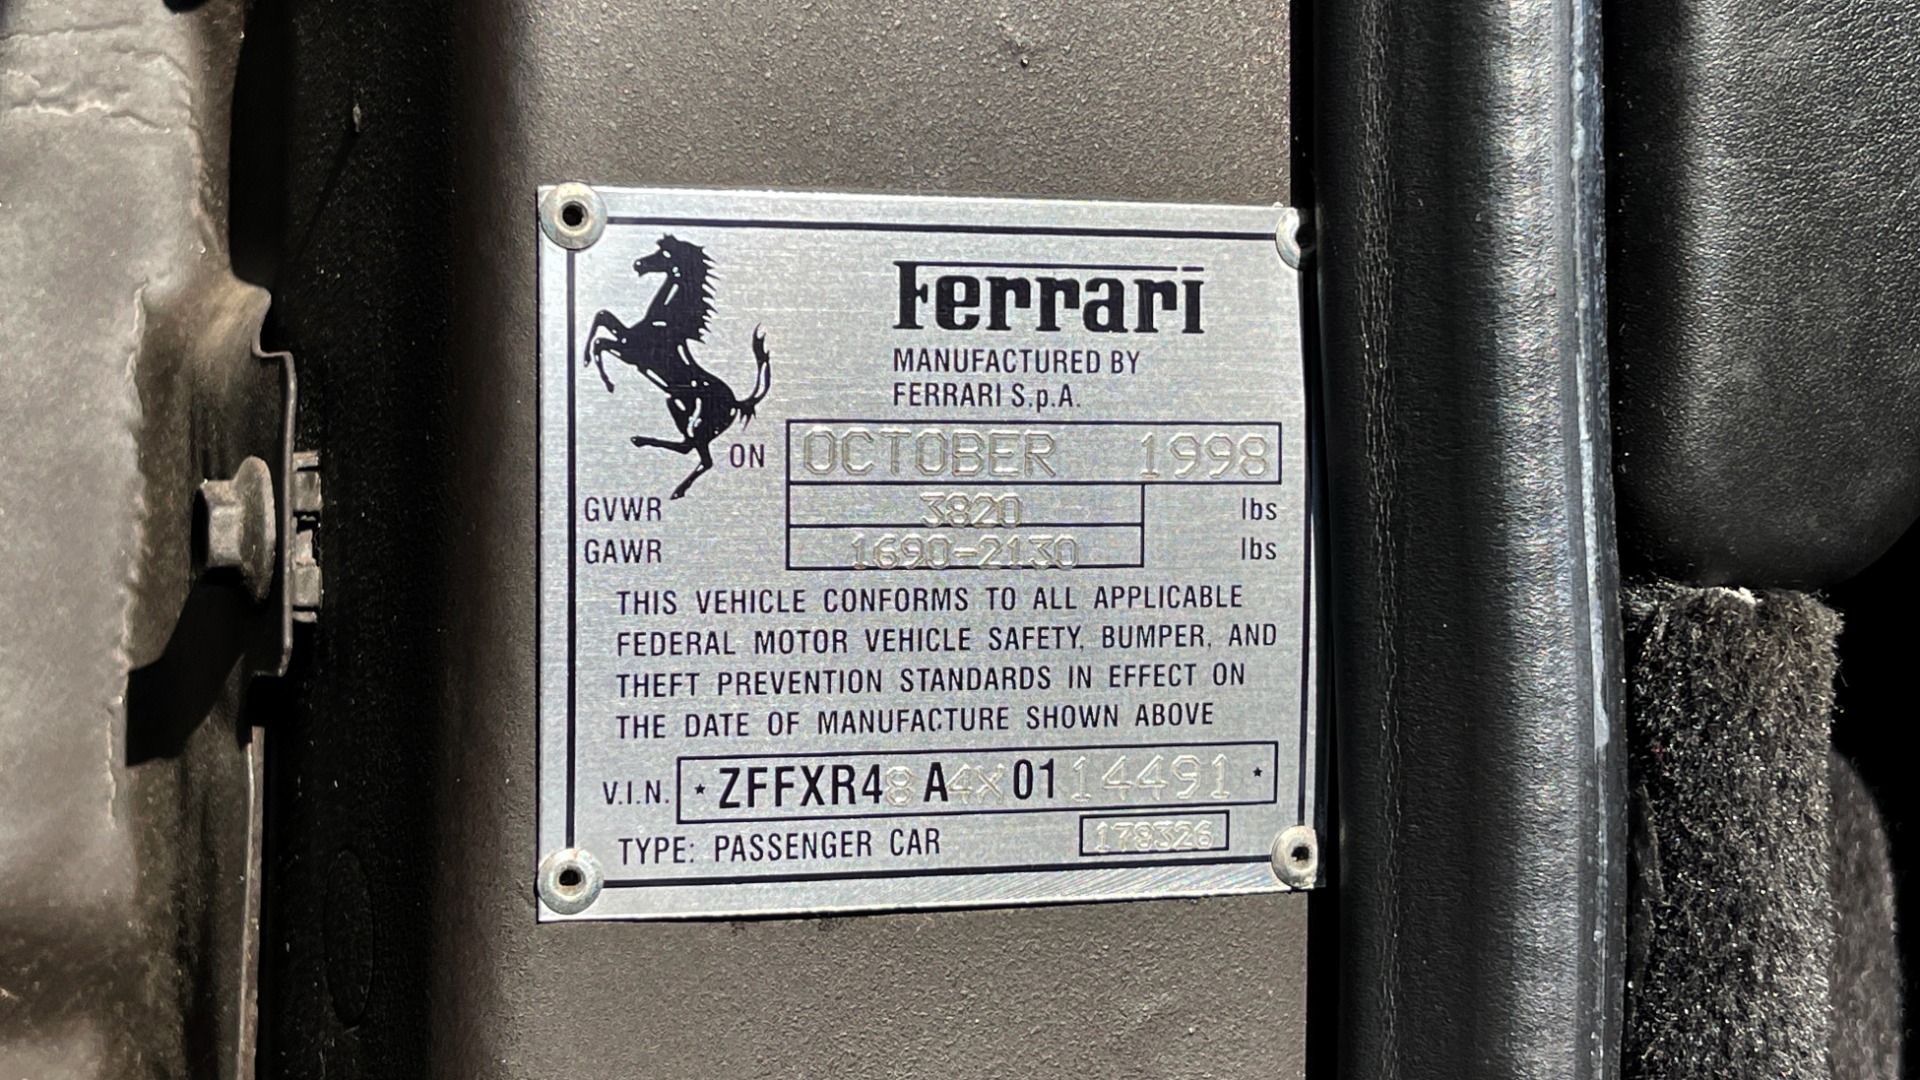 Ferrari
MANUFACTURED BY
FERRARI S.p.A.
ON OCTOBER 1998
GVWR 3820 lbs
GAWR 1690-2130 lbs
THIS VEHICLE CONFORMS TO ALL APPLICABLE
FEDERAL MOTOR VEHICLE SAFETY, BUMPER, AND
THEFT PREVENTION STANDARDS IN EFFECT ON
THE DATE OF MANUFACTURE SHOWN ABOVE
V.I.N. * ZFFXR48A4X0114491 *
TYPE: PASSENGER CAR 178326